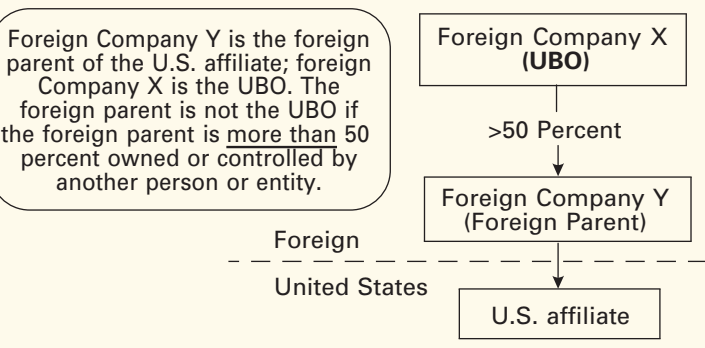 Foreign Company Y is the foreign
parent of the U.S. affiliate; foreign
Company X is the UBO. The
foreign parent is not the UBO if
the foreign parent is more than 50
percent owned or controlled by
another person or entity.
Foreign Company X
(UBO)
>50 Percent
Foreign Company Y
(Foreign Parent)
Foreign
United States
U.S. affiliate